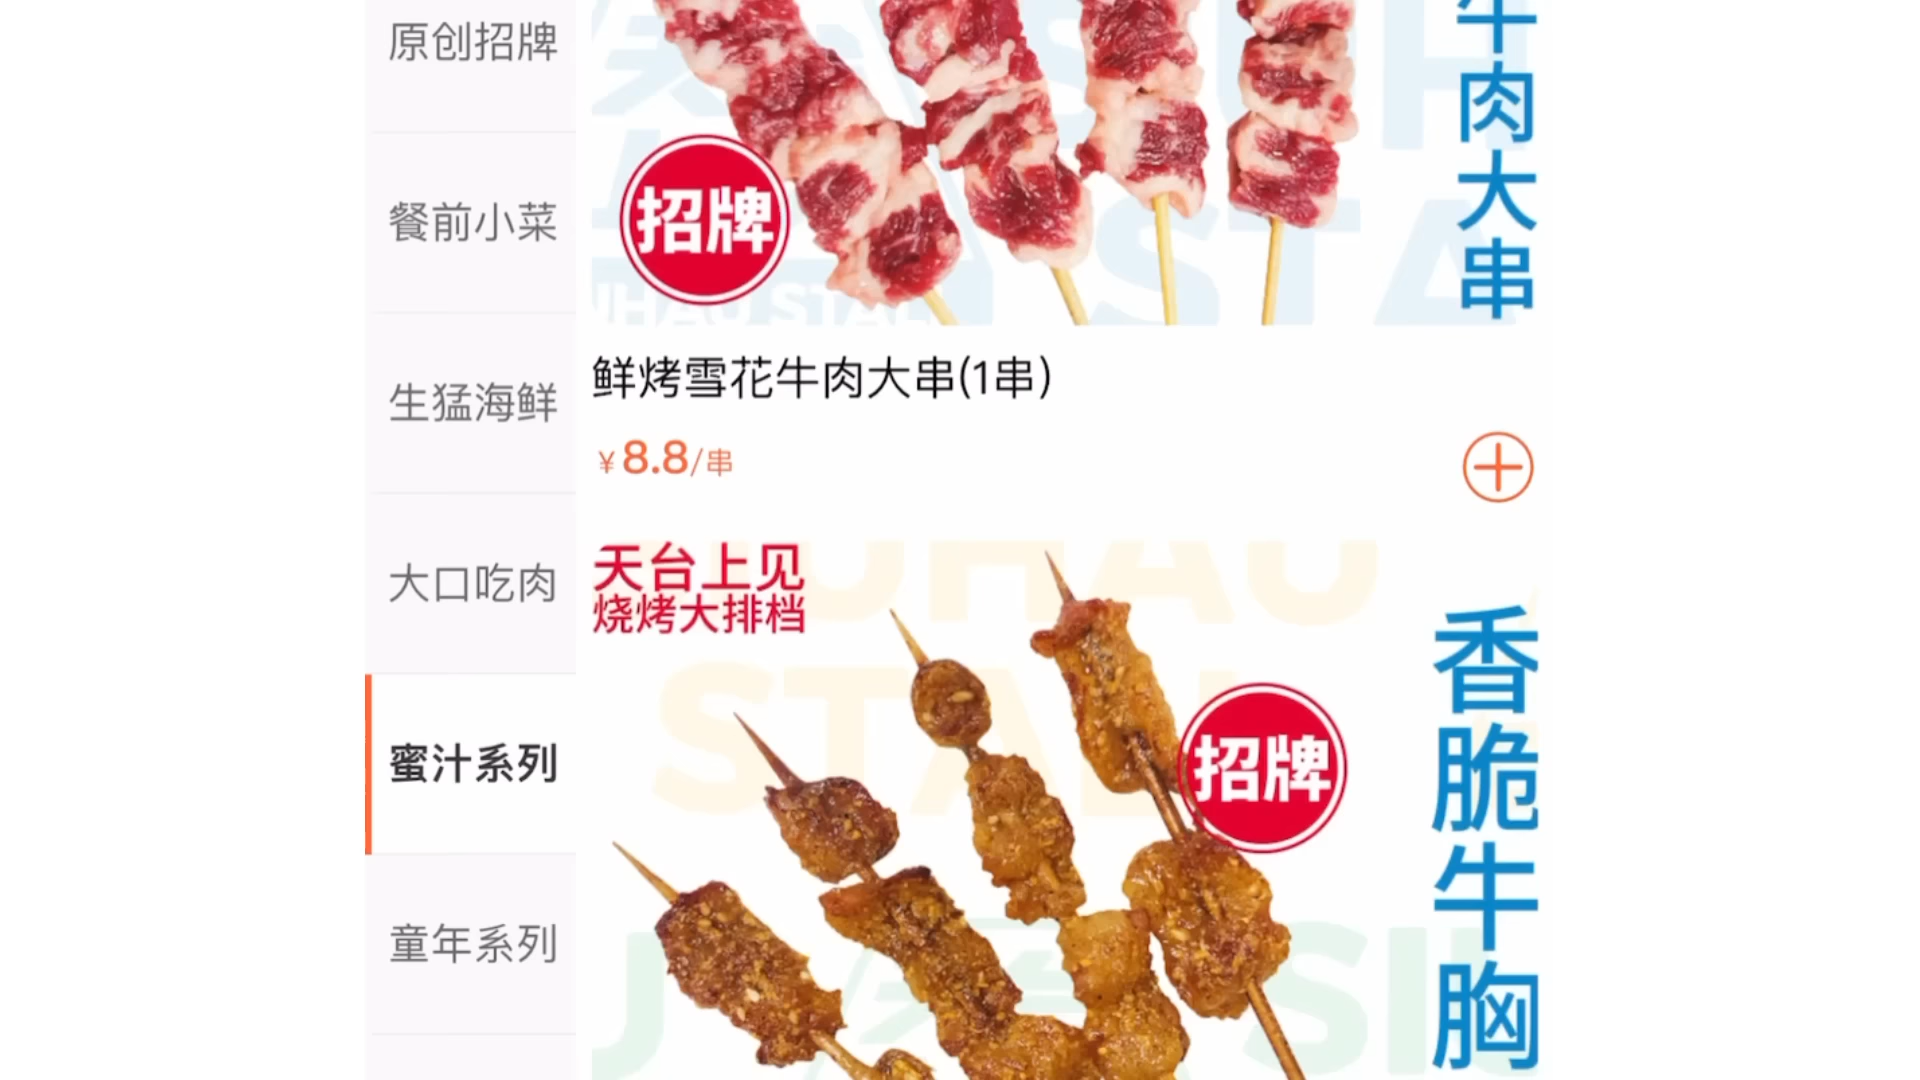 原创招牌
餐前小菜
生猛海鲜
大口吃肉
蜜汁系列
童年系列
牛肉大串
招牌
鲜烤雪花牛肉大串(1串)
¥8.8/串
天台上见
烧烤大排档
招牌
香脆牛胸